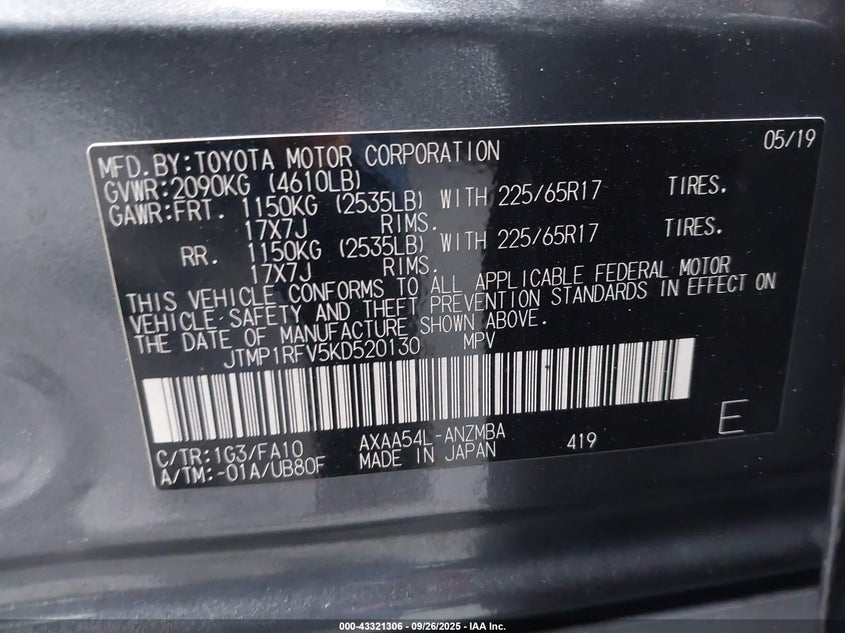 05/19
MFD.BY:TOYOTA MOTOR CORPORATION
GVWR:2090KG (4610LB)
GAWR:FRT. 1150KG (2535LB) WITH 225/65R17 TIRES.
17X7J RIMS.
RR. 1150KG (2535LB) WITH 225/65R17 TIRES.
17X7J RIMS.
THIS VEHICLE CONFORMS TO ALL APPLICABLE FEDERAL MOTOR
VEHICLE SAFETY AND THEFT PREVENTION STANDARDS IN EFFECT ON
THE DATE OF MANUFACTURE SHOWN ABOVE.
JTMP1RFV5KD520130 MPV
C/TR:1G3/FA10 AXAA54L-ANZMBA 419 E
A/TM:-01A/UB80F MADE IN JAPAN
000-43321306 | 09/26/2025 - IAA Inc.